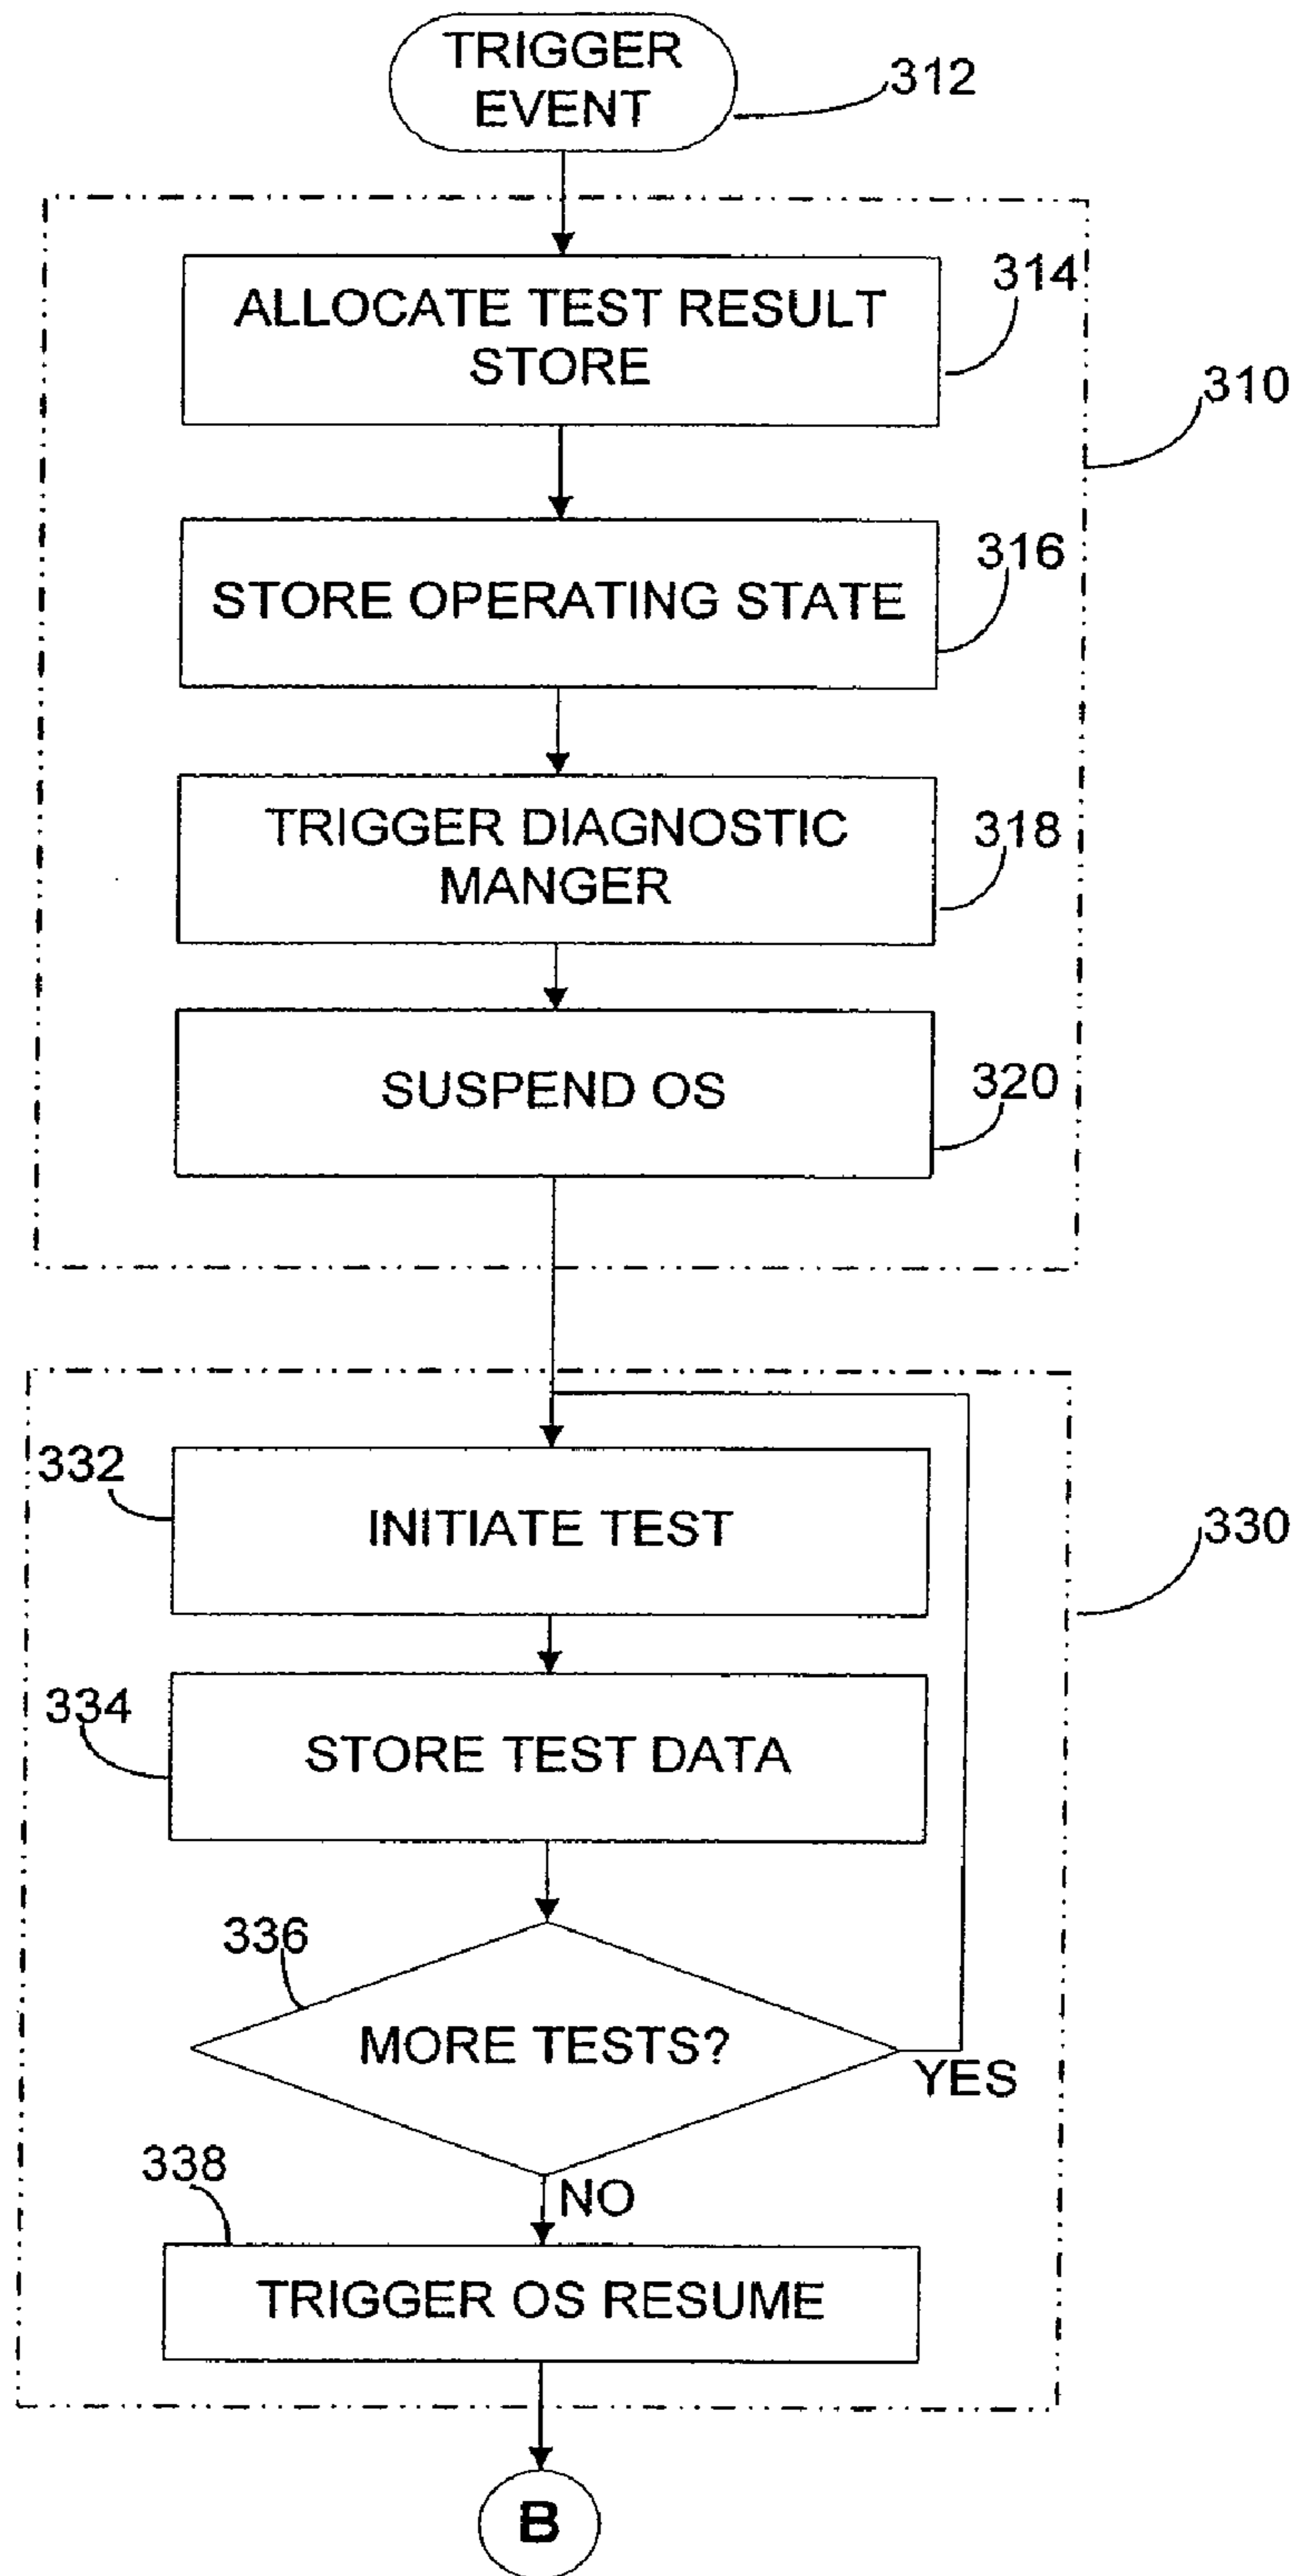 TRIGGER
EVENT
312
ALLOCATE TEST RESULT
STORE
314
310
STORE OPERATING STATE
316
TRIGGER DIAGNOSTIC
MANGER
318
SUSPEND OS
320
332
INITIATE TEST
330
334
STORE TEST DATA
336
MORE TESTS?
YES
338
NO
TRIGGER OS RESUME
B